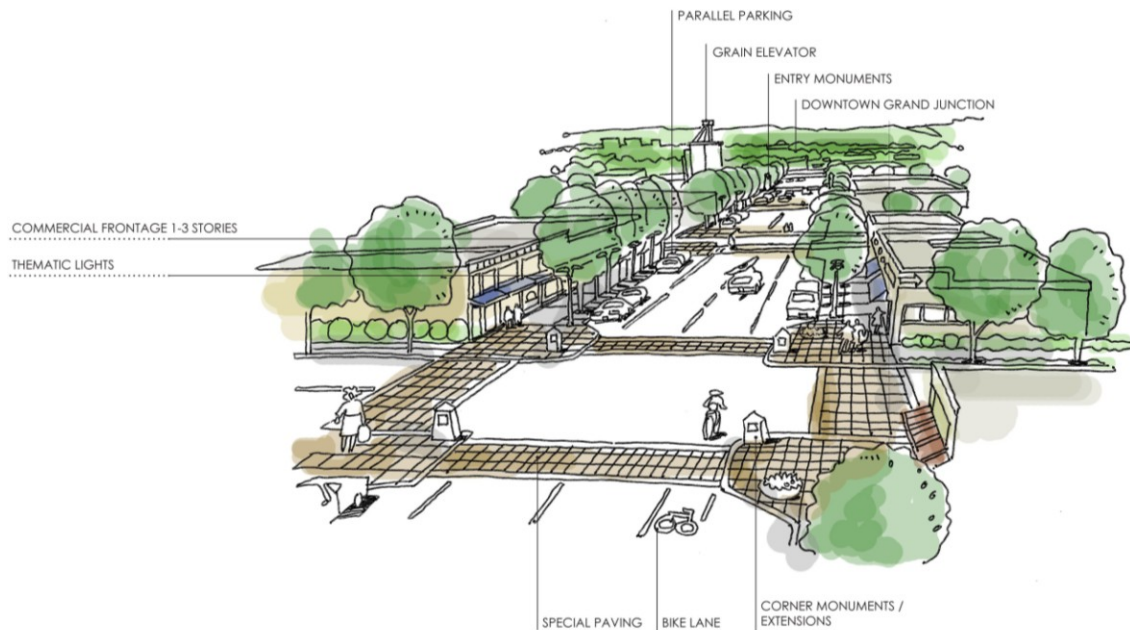 PARALLEL PARKING
GRAIN ELEVATOR
ENTRY MONUMENTS
DOWNTOWN GRAND JUNCTION
COMMERCIAL FRONTAGE 1-3 STORIES
THEMATIC LIGHTS
SPECIAL PAVING
BIKE LANE
CORNER MONUMENTS /
EXTENSIONS